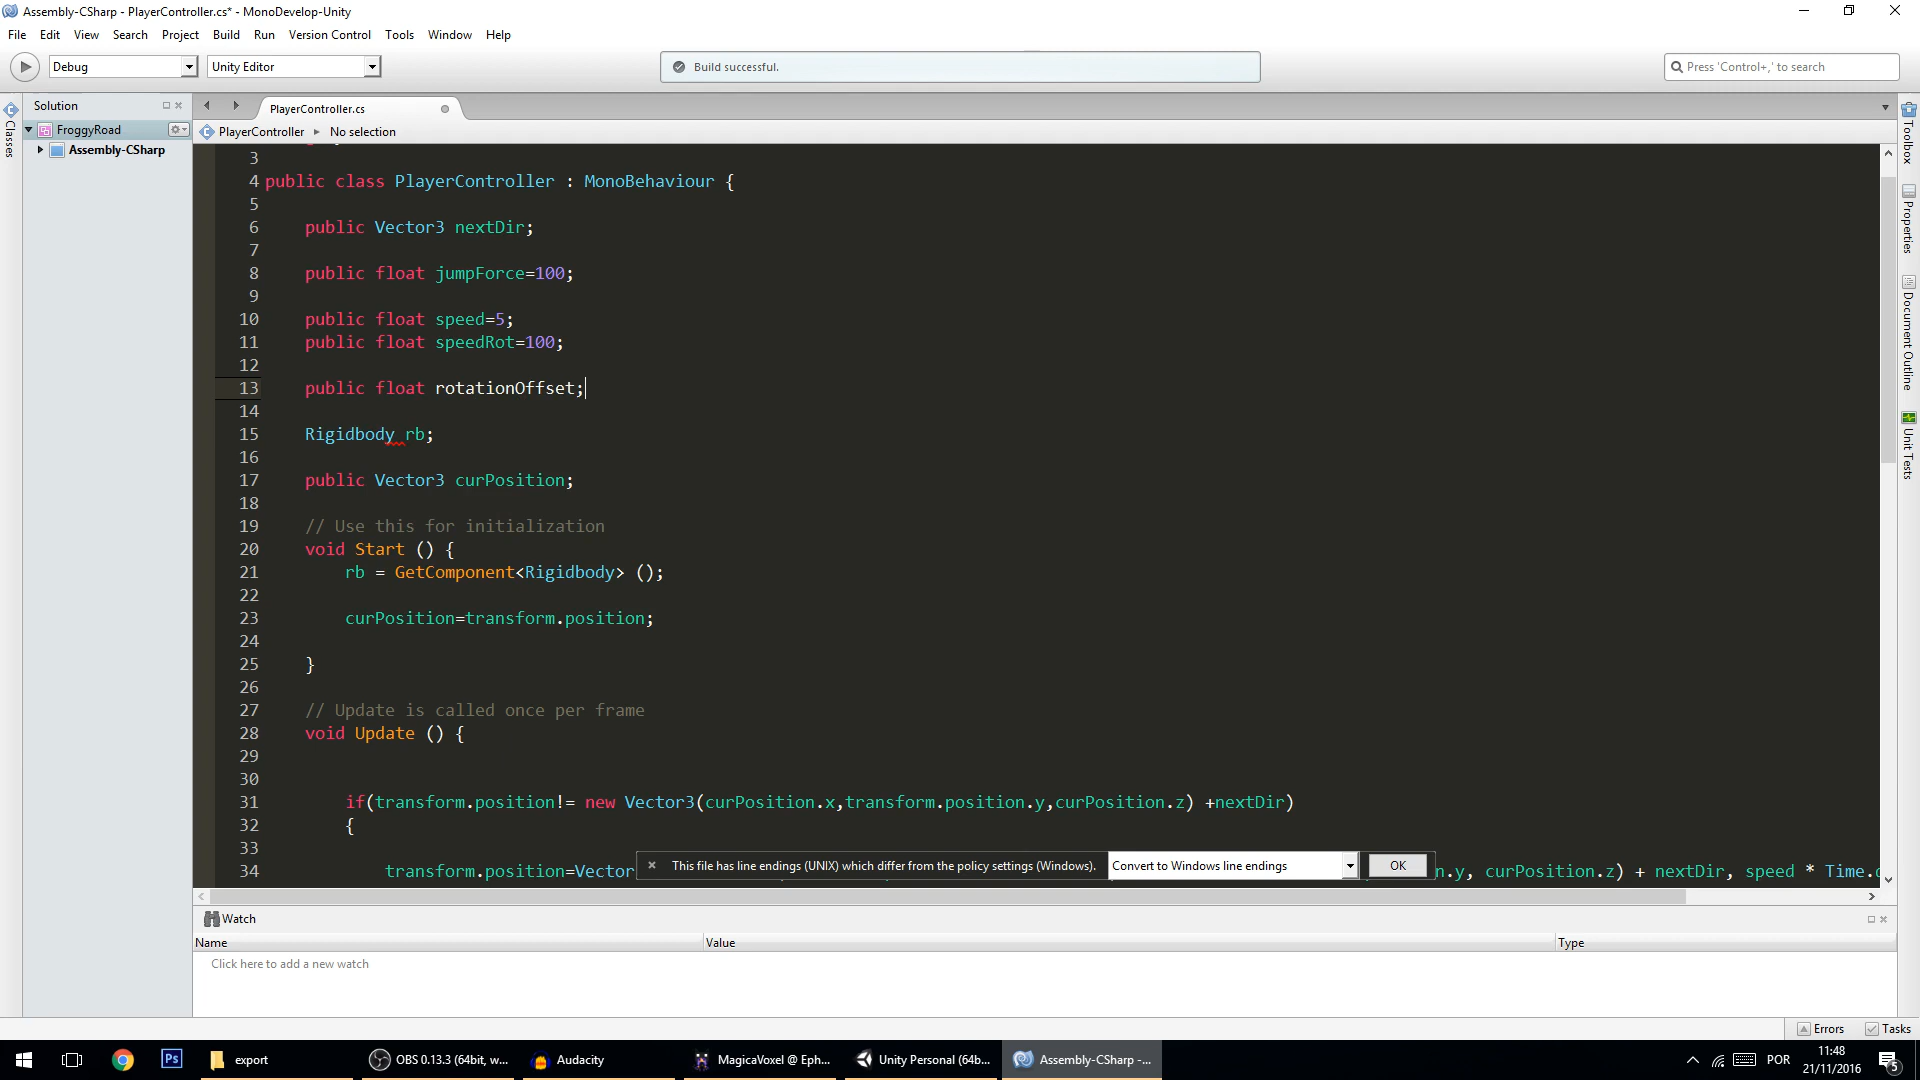 Assembly-CSharp - PlayerController.cs* - MonoDevelop-Unity
File Edit View Search Project Build Run Version Control Tools Window Help
Debug Unity Editor Build successful. Press 'Control+,' to search
Solution PlayerController.cs
FroggyRoad PlayerController No selection
Assembly-CSharp
Classes
Toolbox
Properties
Document Outline
Unit Tests
3
4 public class PlayerController : MonoBehaviour {
5
6 public Vector3 nextDir;
7
8 public float jumpForce=100;
9
10 public float speed=5;
11 public float speedRot=100;
12
13 public float rotationOffset;
14
15 Rigidbody rb;
16
17 public Vector3 curPosition;
18
19 // Use this for initialization
20 void Start () {
21 rb = GetComponent<Rigidbody> ();
22
23 curPosition=transform.position;
24
25 }
26
27 // Update is called once per frame
28 void Update () {
29
30
31 if(transform.position!= new Vector3(curPosition.x,transform.position.y,curPosition.z) +nextDir)
32 {
33
34 transform.position=Vector n.y, curPosition.z) + nextDir, speed * Time.
This file has line endings (UNIX) which differ from the policy settings (Windows). Convert to Windows line endings OK
Watch
Name Value Type
Click here to add a new watch
Errors Tasks
Ps export OBS 0.13.3 (64bit, w... Audacity MagicaVoxel @ Eph... Unity Personal (64b... Assembly-CSharp -... POR 11:48
21/11/2016 5